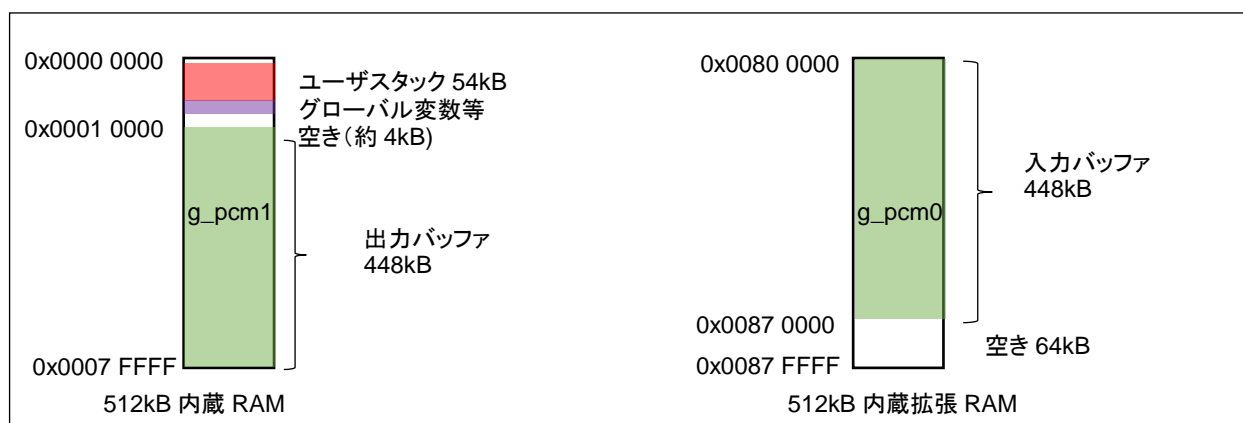 0x0000 0000
ユーザスタック 54kB
グローバル変数等
0x0001 0000
空き(約 4kB)
g_pcm1
出力バッファ
448kB
0x0007 FFFF
512kB 内蔵 RAM
0x0080 0000
入力バッファ
448kB
g_pcm0
0x0087 0000
空き 64kB
0x0087 FFFF
512kB 内蔵拡張 RAM